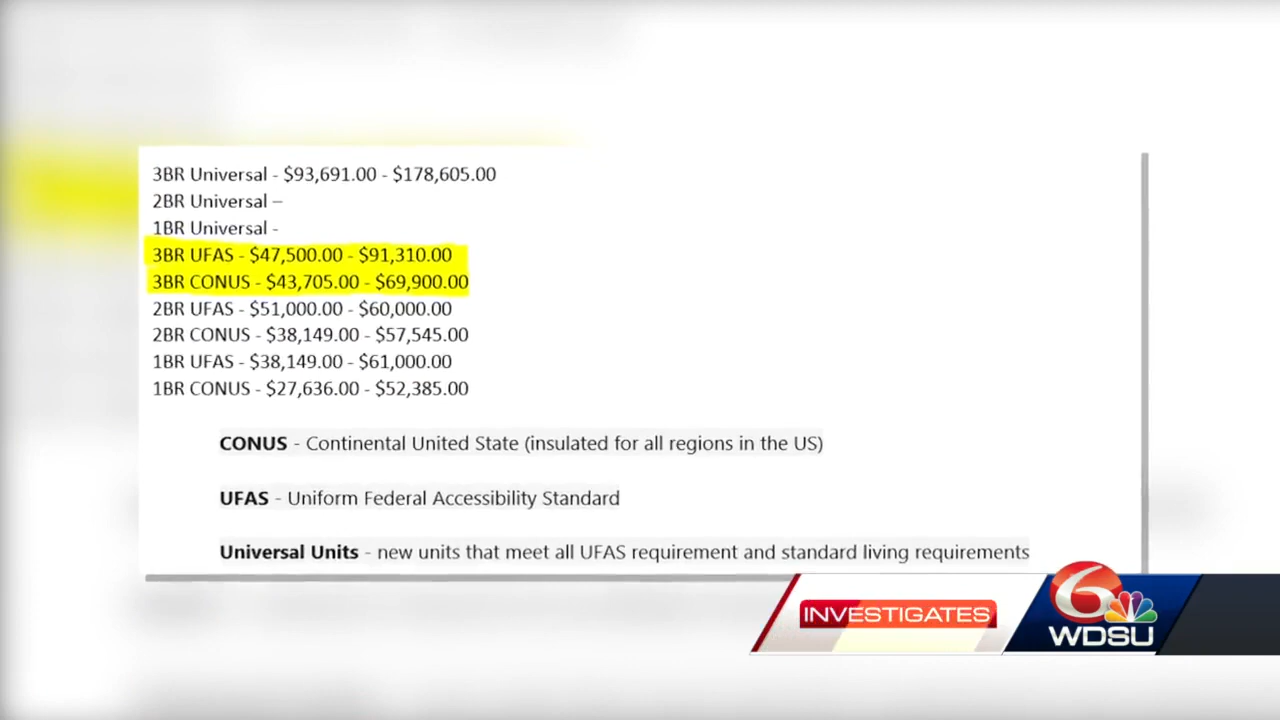 3BR Universal - $93,691.00 - $178,605.00
2BR Universal –
1BR Universal -
3BR UFAS - $47,500.00 - $91,310.00
3BR CONUS - $43,705.00 - $69,900.00
2BR UFAS - $51,000.00 - $60,000.00
2BR CONUS - $38,149.00 - $57,545.00
1BR UFAS - $38,149.00 - $61,000.00
1BR CONUS - $27,636.00 - $52,385.00
CONUS - Continental United State (insulated for all regions in the US)
UFAS - Uniform Federal Accessibility Standard
Universal Units - new units that meet all UFAS requirement and standard living requirements
INVESTIGATES
6
WDSU